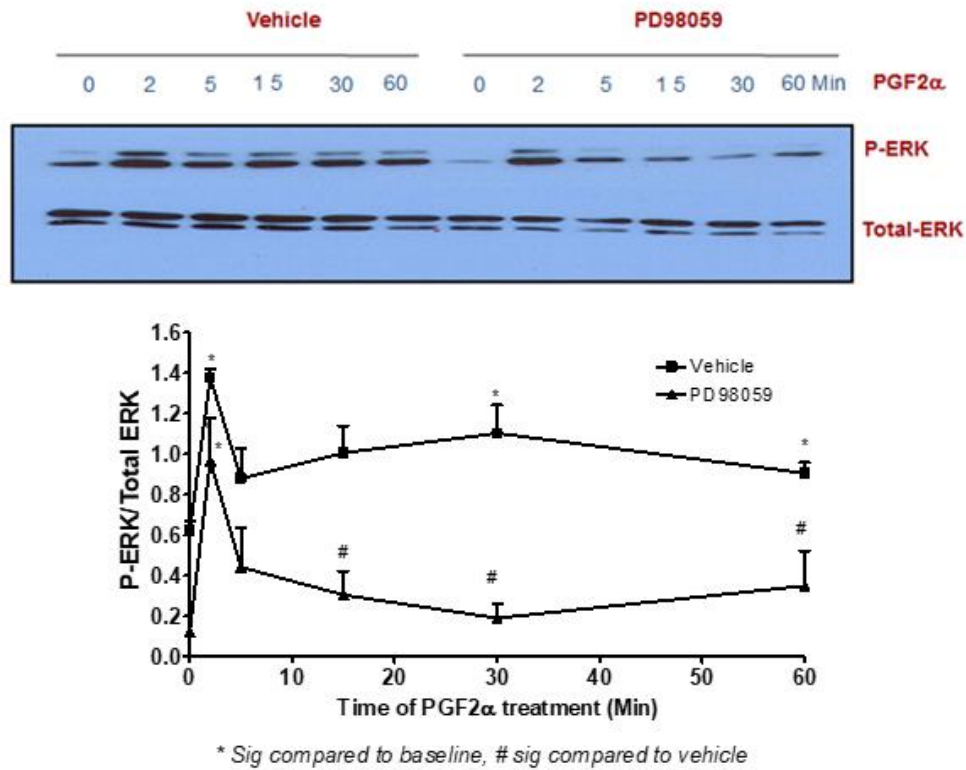 Vehicle PD98059
0 2 5 1 5 30 60 0 2 5 1 5 30 60 Min PGF2α
P-ERK
Total-ERK
1.6
1.4
1.2
1.0
0.8
0.6
0.4
0.2
0.0
P-ERK/Total ERK
* * * *
# # #
Vehicle
PD98059
0 10 20 30 40 50 60
Time of PGF2α treatment (Min)
* Sig compared to baseline, # sig compared to vehicle